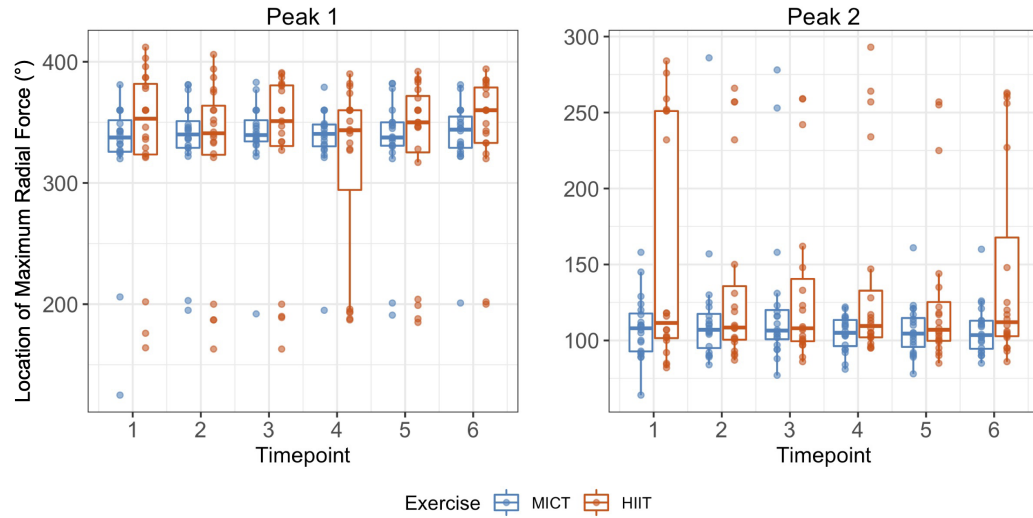 Peak 1
Peak 2
Location of Maximum Radial Force (°)
400
300
200
300
250
200
150
100
1 2 3 4 5 6
1 2 3 4 5 6
Timepoint
Timepoint
Exercise MICT HIIT